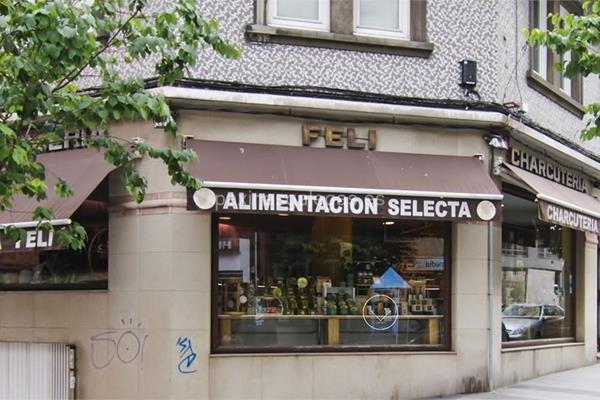 FELI
CHARCUTERIA
ALIMENTACION SELECTA
CHARCUTERIA
FELI